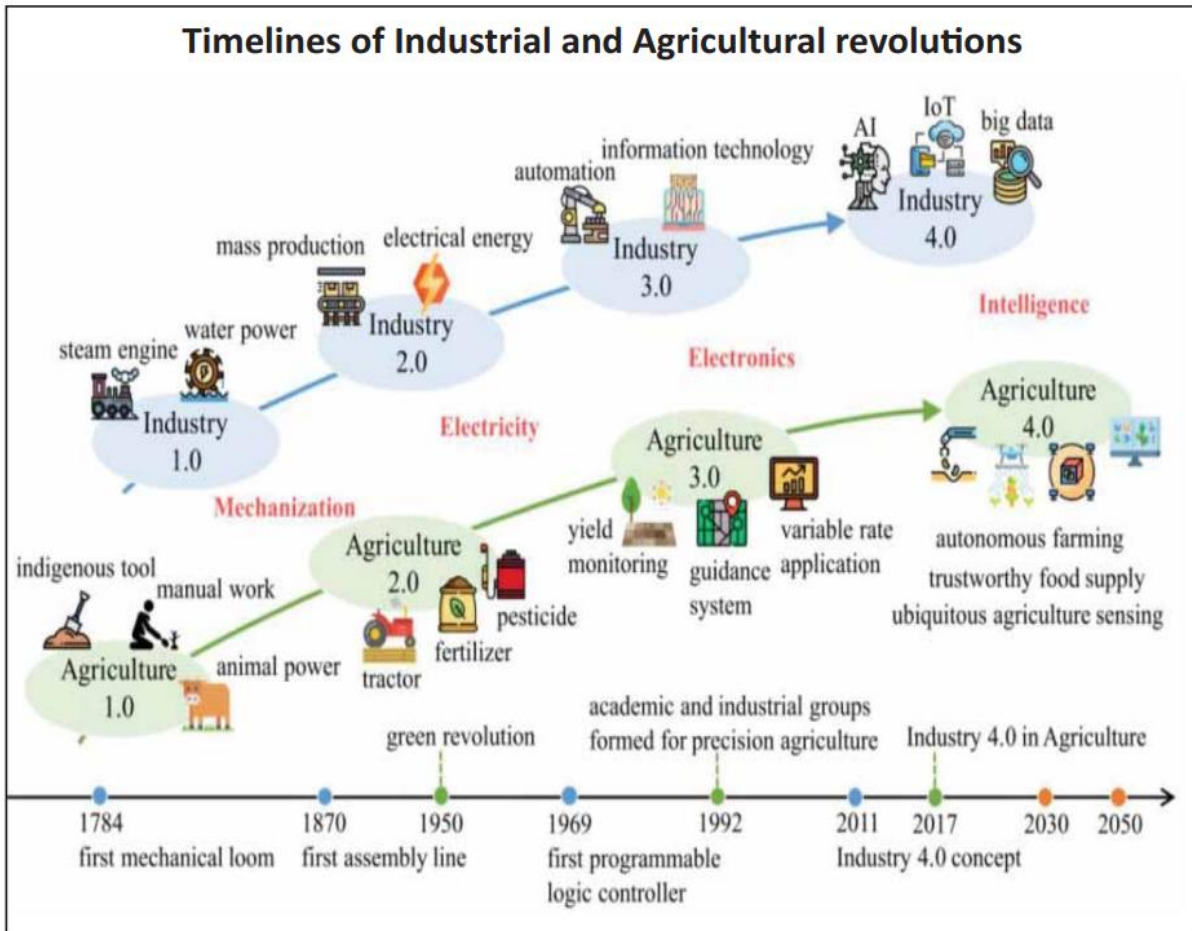 Timelines of Industrial and Agricultural revolutions
AI
IoT
big data
Industry
4.0
information technology
automation
Industry
3.0
mass production
electrical energy
Industry
2.0
steam engine
water power
Industry
1.0
Intelligence
Electronics
Electricity
Mechanization
Agriculture
4.0
autonomous farming
trustworthy food supply
ubiquitous agriculture sensing
Agriculture
3.0
yield
monitoring
guidance
system
variable rate
application
Agriculture
2.0
tractor
fertilizer
pesticide
indigenous tool
manual work
animal power
Agriculture
1.0
green revolution
academic and industrial groups
formed for precision agriculture
Industry 4.0 in Agriculture
1784
first mechanical loom
1870
first assembly line
1950
1969
first programmable
logic controller
1992
2011
Industry 4.0 concept
2017
2030
2050